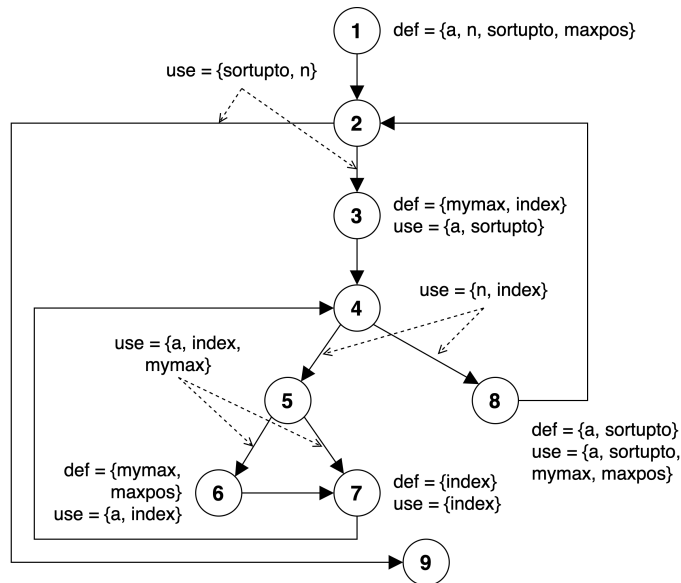 1
def = {a, n, sortupto, maxpos}
use = {sortupto, n}
2
3
def = {mymax, index}
use = {a, sortupto}
4
use = {n, index}
use = {a, index,
mymax}
5
8
def = {a, sortupto}
use = {a, sortupto,
mymax, maxpos}
def = {mymax,
maxpos}
use = {a, index}
6
7
def = {index}
use = {index}
9